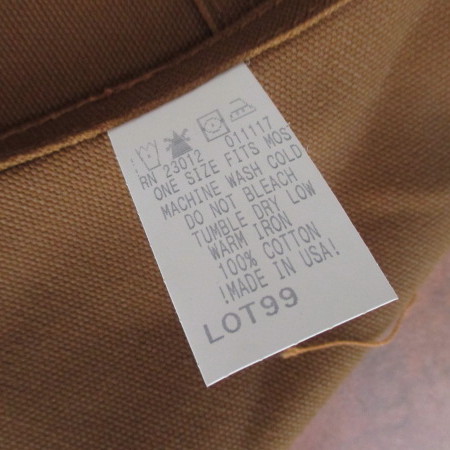 RN 23012 011117
ONE SIZE FITS MOST
MACHINE WASH COLD
DO NOT BLEACH
TUMBLE DRY LOW
WARM IRON
100% COTTON
!MADE IN USA!
LOT99